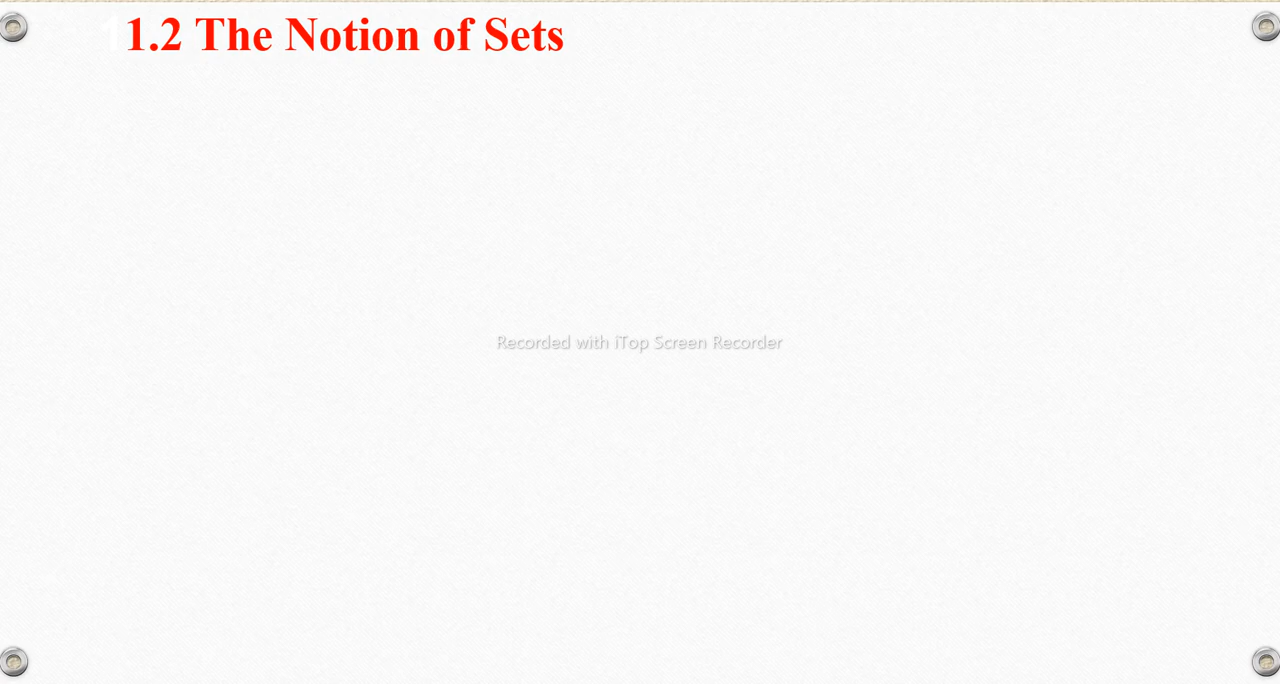 1.2 The Notion of Sets
Recorded with iTop Screen Recorder